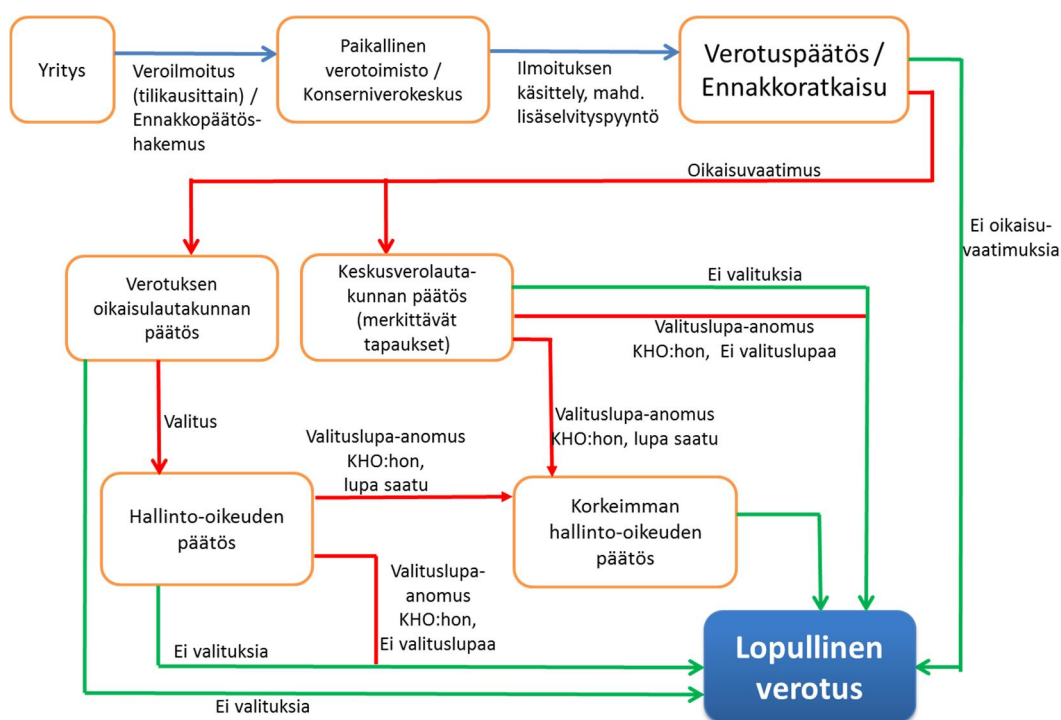 Yritys
Veroilmoitus
(tilikausittain) /
Ennakkopäätös-
hakemus
Paikallinen
verotoimisto /
Konserniverokeskus
Ilmoituksen
käsittely, mahd.
lisäselvityspyyntö
Verotuspäätös /
Ennakkoratkaisu
Oikaisuvaatimus
Ei oikaisu-
vaatimuksia
Verotuksen
oikaisulautakunnan
päätös
Keskusverolauta-
kunnan päätös
(merkittävät
tapaukset)
Ei valituksia
Valituslupa-anomus
KHO:hon, Ei valituslupaa
Valitus
Valituslupa-anomus
KHO:hon,
lupa saatu
Valituslupa-anomus
KHO:hon, lupa saatu
Hallinto-oikeuden
päätös
Korkeimman
hallinto-oikeuden
päätös
Valituslupa-
anomus
KHO:hon,
Ei valituslupaa
Ei valituksia
Ei valituksia
Lopullinen
verotus